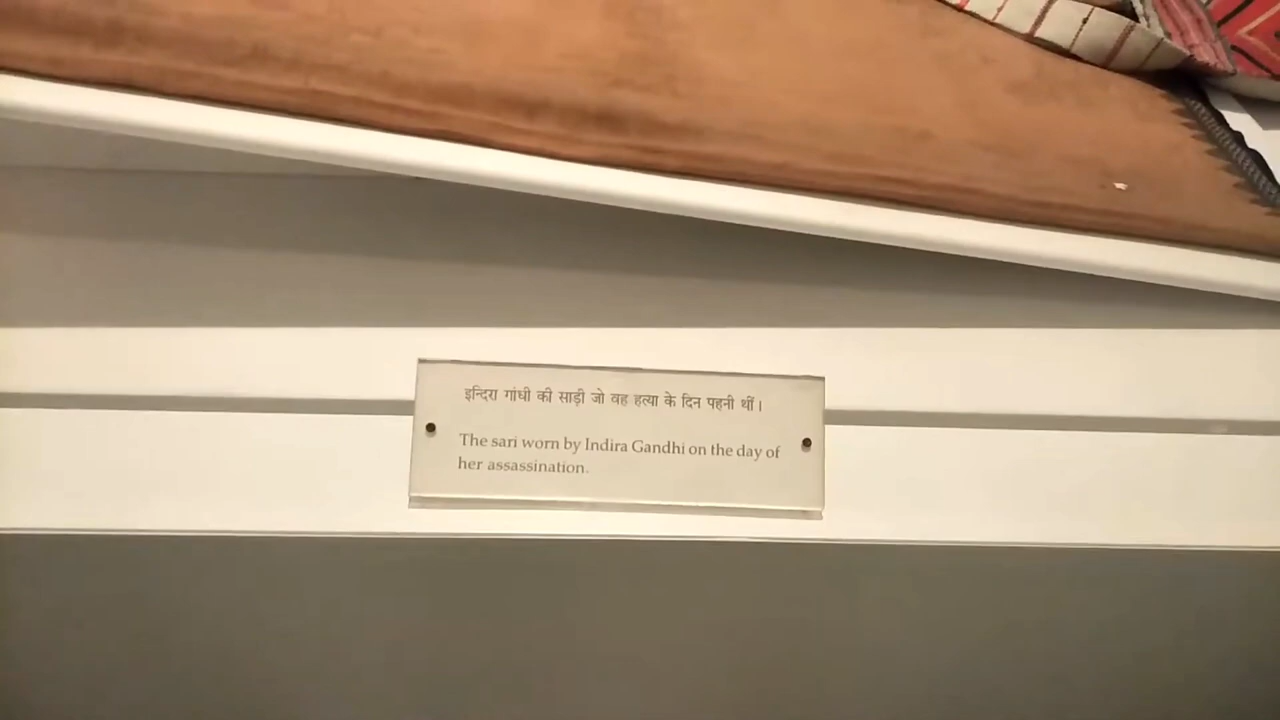 इन्दिरा गांधी की साड़ी जो वह हत्या के दिन पहनी थीं।
The sari worn by Indira Gandhi on the day of
her assassination.